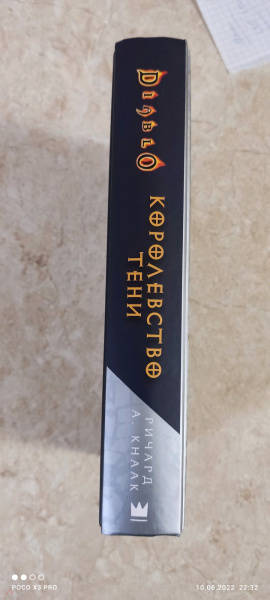 DIABLO
КОРОЛЕВСТВО
ТЕНИ
РИЧАРД
А. КНААК
POCO X3 PRO
10.06.2022 22:32